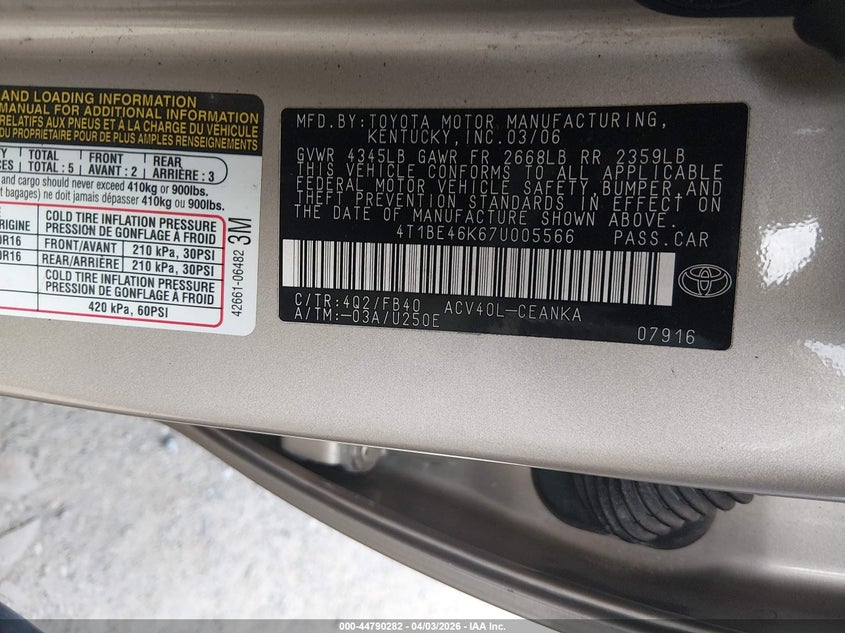 AND LOADING INFORMATION
MANUAL FOR ADDITIONAL INFORMATION
RELATIFS AUX PNEUS ET À LA CHARGE DU VÉHICULE
DU PROPRIÉTAIRE POUR DE PLUS AMPLES RENSEIGNEMENTS
TOTAL FRONT REAR
TOTAL : 5 AVANT : 2 ARRIÈRE : 3
and cargo should never exceed 410kg or 900lbs.
bagages) ne doit jamais dépasser 410 kg ou 900lbs.
COLD TIRE INFLATION PRESSURE
PRESSION DE GONFLAGE À FROID
FRONT/AVANT 210 kPa, 30PSI
REAR/ARRIÈRE 210 kPa, 30PSI
COLD TIRE INFLATION PRESSURE
PRESSION DE GONFLAGE À FROID
420 kPa, 60PSI
42661-06482 3M
MFD.BY:TOYOTA MOTOR MANUFACTURING,
KENTUCKY,INC.03/06
GVWR 4345LB GAWR FR 2668LB RR 2359LB
THIS VEHICLE CONFORMS TO ALL APPLICABLE
FEDERAL MOTOR VEHICLE SAFETY,BUMPER,AND
THEFT PREVENTION STANDARDS IN EFFECT ON
THE DATE OF MANUFACTURE SHOWN ABOVE.
4T1BE46K67U005566 PASS.CAR
C/TR:4Q2/FB40 ACV40L-CEANKA
A/TM:-03A/U250E
07916
TOYOTA
000-44790282 - 04/03/2026 - IAA Inc.